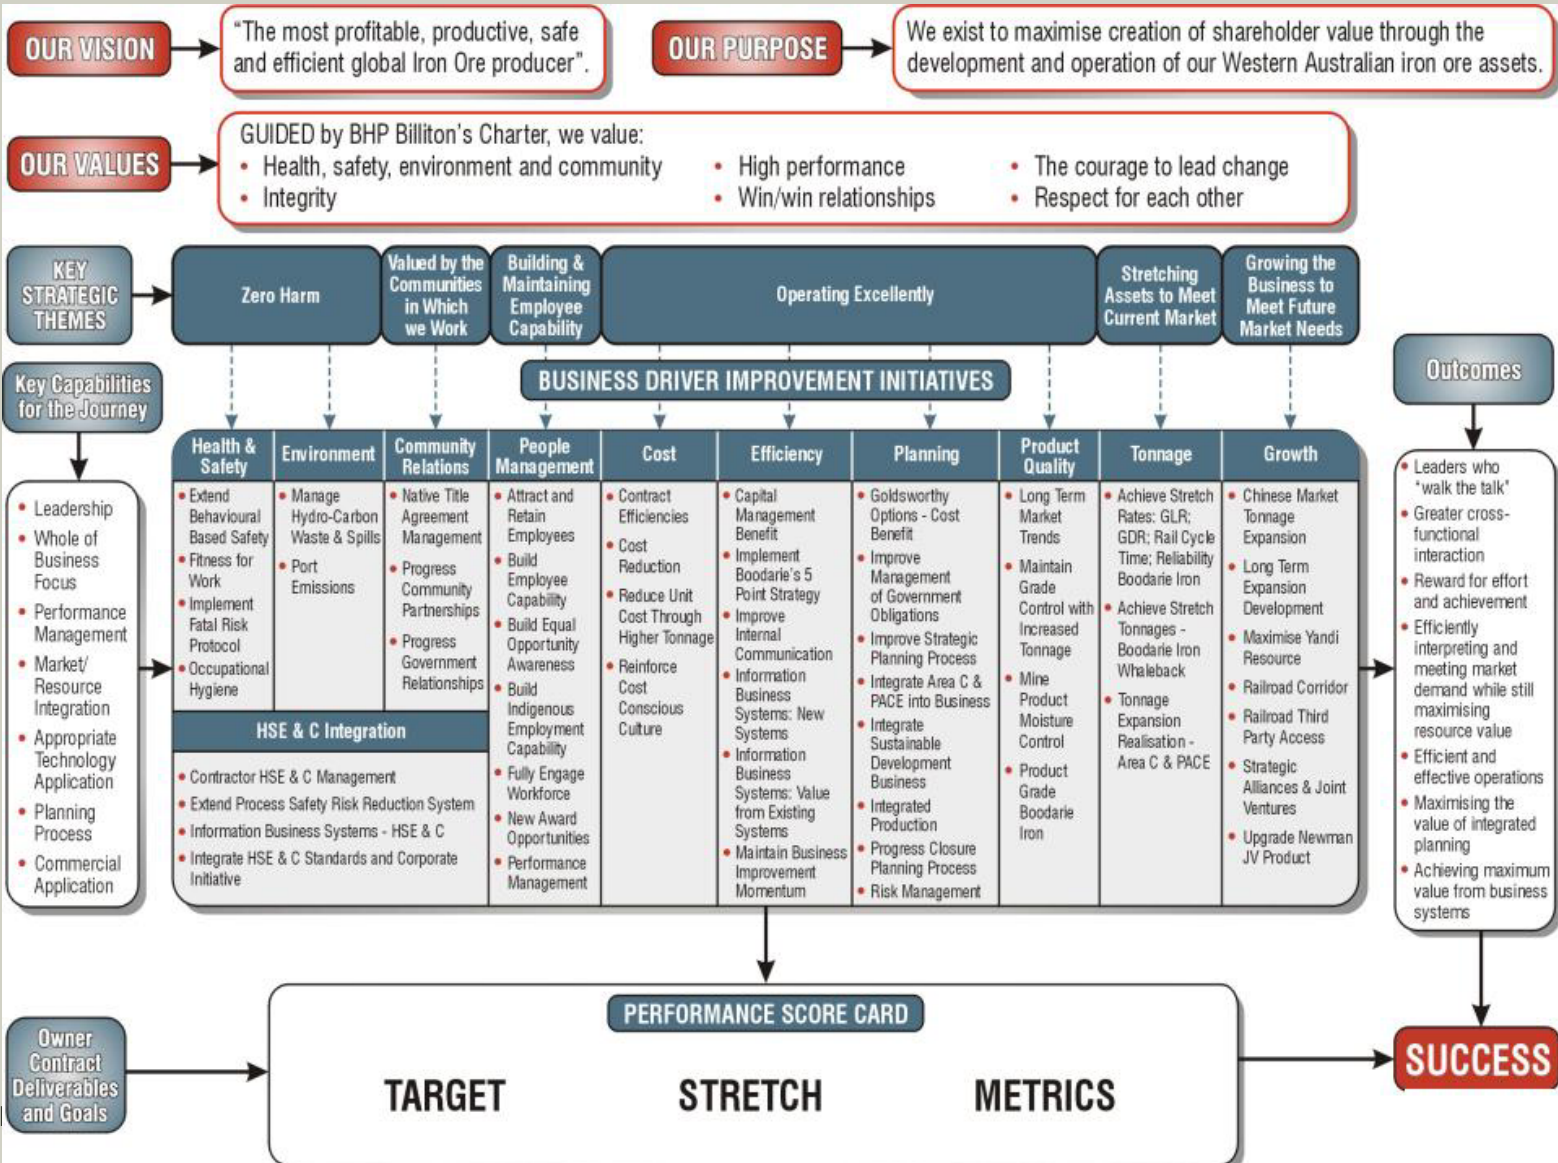 OUR VISION
"The most profitable, productive, safe
and efficient global Iron Ore producer".
OUR PURPOSE
We exist to maximise creation of shareholder value through the
development and operation of our Western Australian iron ore assets.
OUR VALUES
GUIDED by BHP Billiton's Charter, we value:
• Health, safety, environment and community
• Integrity
• High performance
• Win/win relationships
• The courage to lead change
• Respect for each other
KEY
STRATEGIC
THEMES
Zero Harm
Valued by the
Communities
in Which
we Work
Building &
Maintaining
Employee
Capability
Operating Excellently
Stretching
Assets to Meet
Current Market
Growing the
Business to
Meet Future
Market Needs
Key Capabilities
for the Journey
• Leadership
• Whole of
Business
Focus
• Performance
Management
• Market/
Resource
Integration
• Appropriate
Technology
Application
• Planning
Process
• Commercial
Application
BUSINESS DRIVER IMPROVEMENT INITIATIVES
Health &
Safety
• Extend
Behavioural
Based Safety
• Fitness for
Work
• Implement
Fatal Risk
Protocol
• Occupational
Hygiene
Environment
• Manage
Hydro-Carbon
Waste & Spills
• Port
Emissions
Community
Relations
• Native Title
Agreement
Management
• Progress
Community
Partnerships
• Progress
Government
Relationships
HSE & C Integration
• Contractor HSE & C Management
• Extend Process Safety Risk Reduction System
• Information Business Systems - HSE & C
• Integrate HSE & C Standards and Corporate
Initiative
People
Management
• Attract and
Retain
Employees
• Build
Employee
Capability
• Build Equal
Opportunity
Awareness
• Build
Indigenous
Employment
Capability
• Fully Engage
Workforce
• New Award
Opportunities
• Performance
Management
Cost
• Contract
Efficiencies
• Cost
Reduction
• Reduce Unit
Cost Through
Higher Tonnage
• Reinforce
Cost
Conscious
Culture
Efficiency
• Capital
Management
Benefit
• Implement
Boodarie's 5
Point Strategy
• Improve
Internal
Communication
• Information
Business
Systems: New
Systems
• Information
Business
Systems: Value
from Existing
Systems
• Maintain Business
Improvement
Momentum
Planning
• Goldsworthy
Options - Cost
Benefit
• Improve
Management
of Government
Obligations
• Improve Strategic
Planning Process
• Integrate Area C &
PACE into Business
• Integrate
Sustainable
Development
Business
• Integrated
Production
• Progress Closure
Planning Process
• Risk Management
Product
Quality
• Long Term
Market
Trends
• Maintain
Grade
Control with
Increased
Tonnage
• Mine
Product
Moisture
Control
• Product
Grade
Boodarie
Iron
Tonnage
• Achieve Stretch
Rates: GLR;
GDR; Rail Cycle
Time; Reliability
Boodarie Iron
• Achieve Stretch
Tonnages -
Boodarie Iron
Whaleback
• Tonnage
Expansion
Realisation -
Area C & PACE
Growth
• Chinese Market
Tonnage
Expansion
• Long Term
Expansion
Development
• Maximise Yandi
Resource
• Railroad Corridor
• Railroad Third
Party Access
• Strategic
Alliances & Joint
Ventures
• Upgrade Newman
JV Product
Outcomes
• Leaders who
"walk the talk"
• Greater cross-
functional
interaction
• Reward for effort
and achievement
• Efficiently
interpreting and
meeting market
demand while still
maximising
resource value
• Efficient and
effective operations
• Maximising the
value of integrated
planning
• Achieving maximum
value from business
systems
Owner
Contract
Deliverables
and Goals
PERFORMANCE SCORE CARD
TARGET
STRETCH
METRICS
SUCCESS